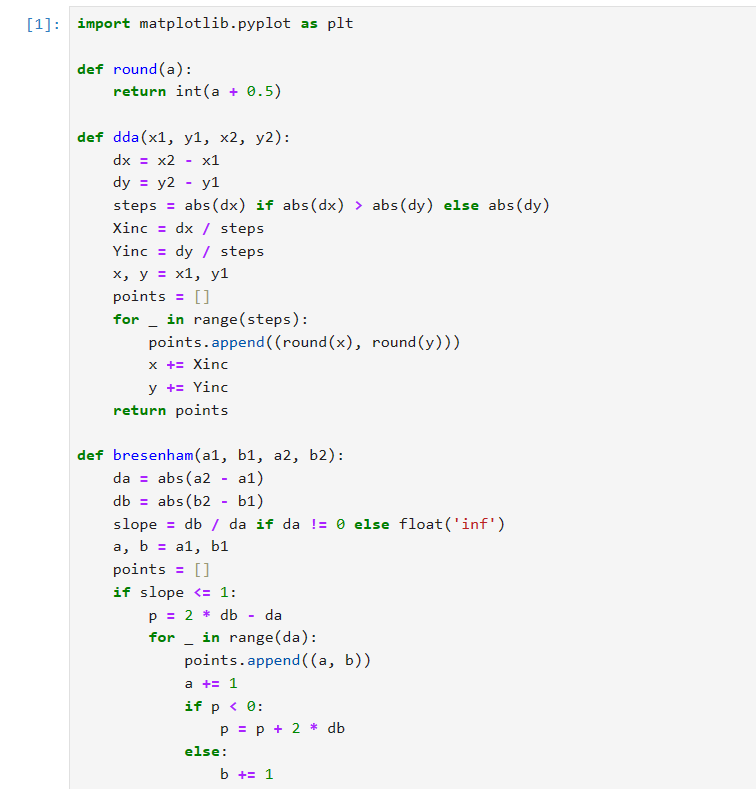 [1]: import matplotlib.pyplot as plt
def round(a):
    return int(a + 0.5)
def dda(x1, y1, x2, y2):
    dx = x2 - x1
    dy = y2 - y1
    steps = abs(dx) if abs(dx) > abs(dy) else abs(dy)
    Xinc = dx / steps
    Yinc = dy / steps
    x, y = x1, y1
    points = []
    for _ in range(steps):
        points.append((round(x), round(y)))
        x += Xinc
        y += Yinc
    return points
def bresenham(a1, b1, a2, b2):
    da = abs(a2 - a1)
    db = abs(b2 - b1)
    slope = db / da if da != 0 else float('inf')
    a, b = a1, b1
    points = []
    if slope <= 1:
        p = 2 * db - da
        for _ in range(da):
            points.append((a, b))
            a += 1
            if p < 0:
                p = p + 2 * db
            else:
                b += 1